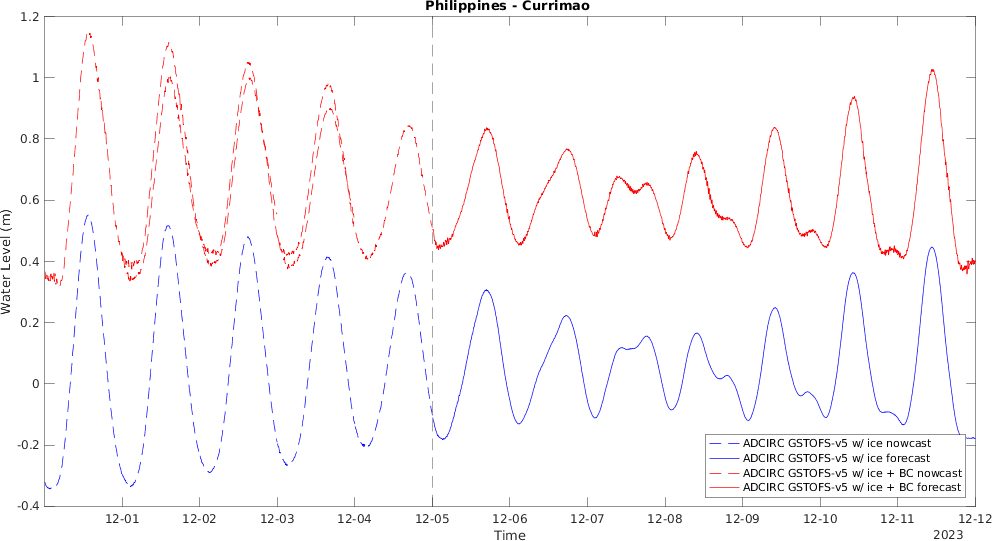 Philippines - Currimao
Water Level (m)
1.2
1
0.8
0.6
0.4
0.2
0
-0.2
-0.4
ADCIRC GSTOFS-v5 w/ ice nowcast
ADCIRC GSTOFS-v5 w/ ice forecast
ADCIRC GSTOFS-v5 w/ ice + BC nowcast
ADCIRC GSTOFS-v5 w/ ice + BC forecast
12-01 12-02 12-03 12-04 12-05 12-06 12-07 12-08 12-09 12-10 12-11 12-12
Time
2023